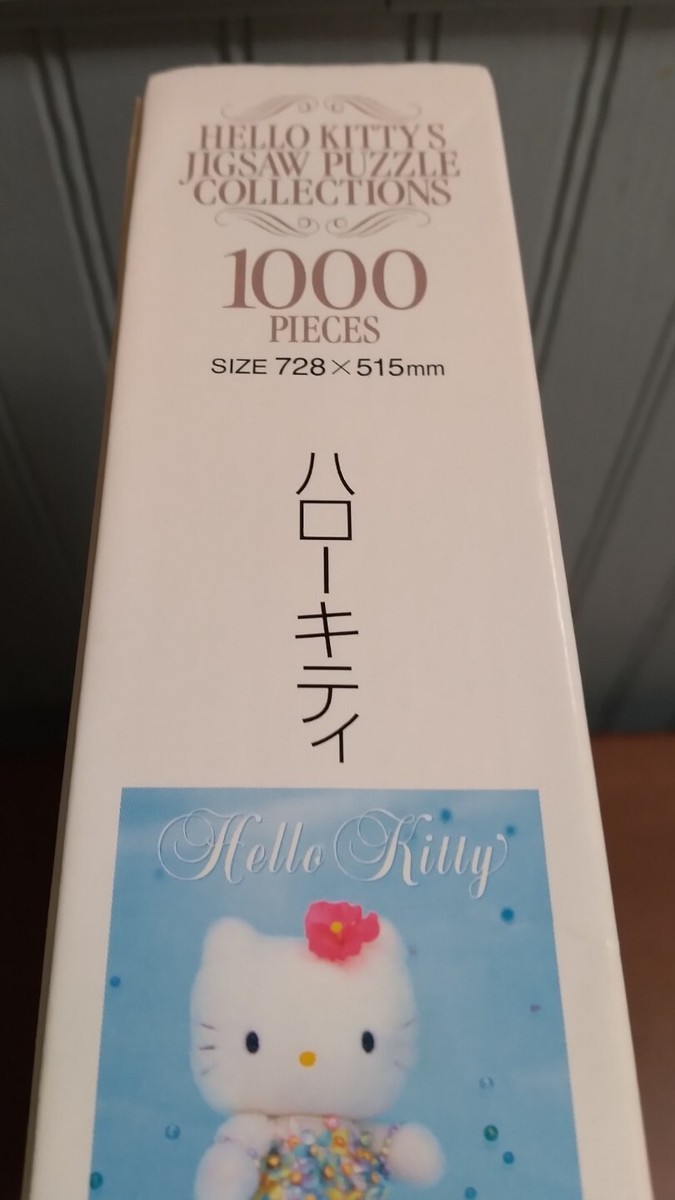 HELLO KITTY'S
JIGSAW PUZZLE
COLLECTIONS
1000
PIECES
SIZE 728×515mm
ハローキティ
Hello Kitty